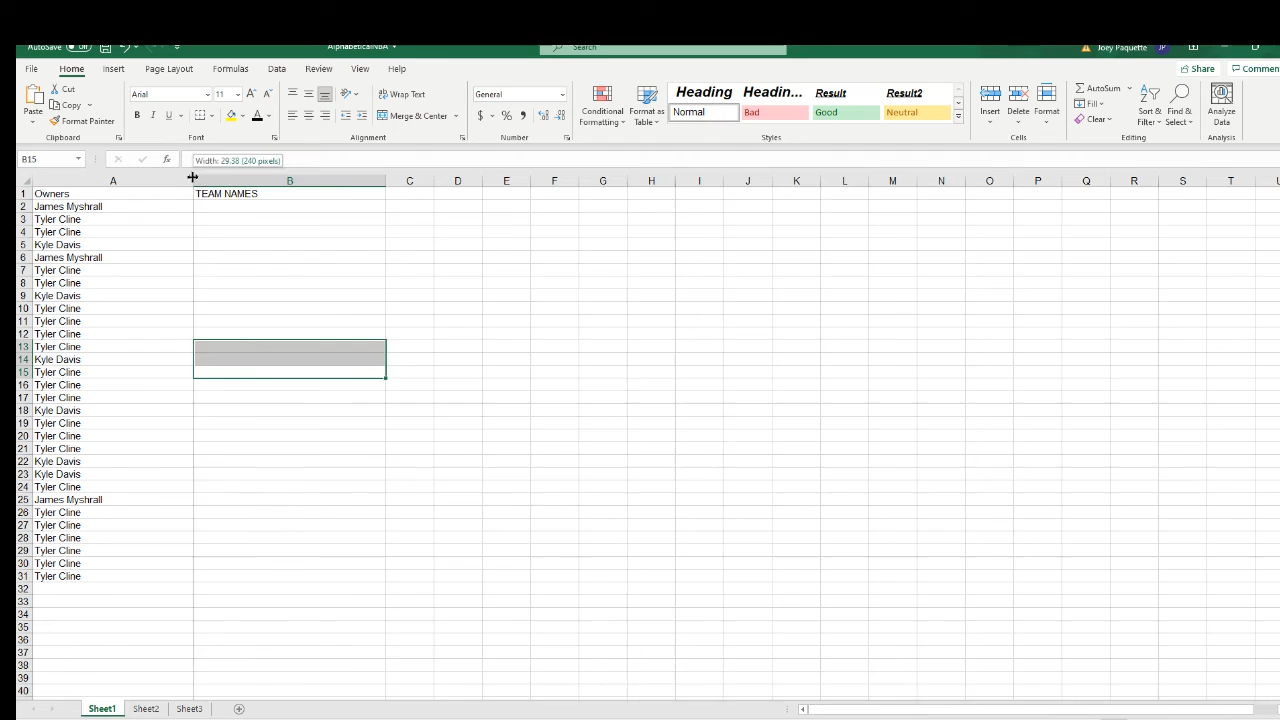 AutoSave Off AlphabeticalNBA Search Joey Paquette JP
File Home Insert Page Layout Formulas Data Review View Help Share Commen
Paste Cut Copy Format Painter Clipboard
Arial 11 B I U A A A Font
Wrap Text Merge & Center Alignment
General $ % Number
Conditional Formatting Format as Table
Heading Headin... Result Result2
Normal Bad Good Neutral
Styles
Insert Delete Format Cells
AutoSum Fill Clear Sort & Filter Find & Select Editing
Analyze Data Analysis
B15 fx Width: 29.38 (240 pixels)
A B C D E F G H I J K L M N O P Q R S T U
1 Owners TEAM NAMES
2 James Myshrall
3 Tyler Cline
4 Tyler Cline
5 Kyle Davis
6 James Myshrall
7 Tyler Cline
8 Tyler Cline
9 Kyle Davis
10 Tyler Cline
11 Tyler Cline
12 Tyler Cline
13 Tyler Cline
14 Kyle Davis
15 Tyler Cline
16 Tyler Cline
17 Tyler Cline
18 Kyle Davis
19 Tyler Cline
20 Tyler Cline
21 Tyler Cline
22 Kyle Davis
23 Kyle Davis
24 Tyler Cline
25 James Myshrall
26 Tyler Cline
27 Tyler Cline
28 Tyler Cline
29 Tyler Cline
30 Tyler Cline
31 Tyler Cline
32
33
34
35
36
37
38
39
40
Sheet1 Sheet2 Sheet3